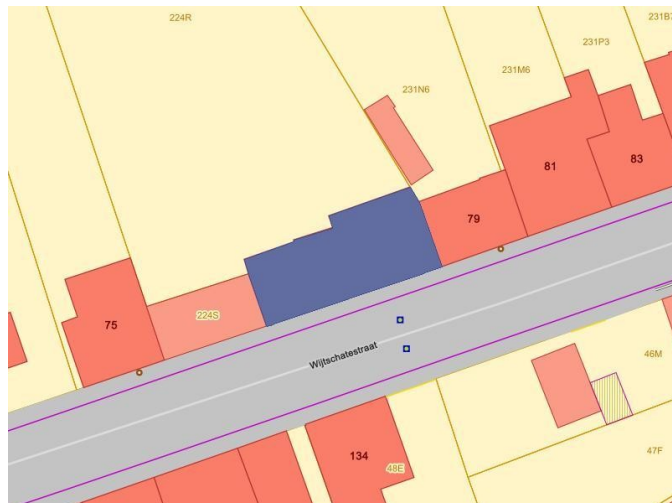 224R
231B7
231P3
231M6
231N6
81
83
79
224S
75
Wijtschatestraat
46M
134
48E
47F